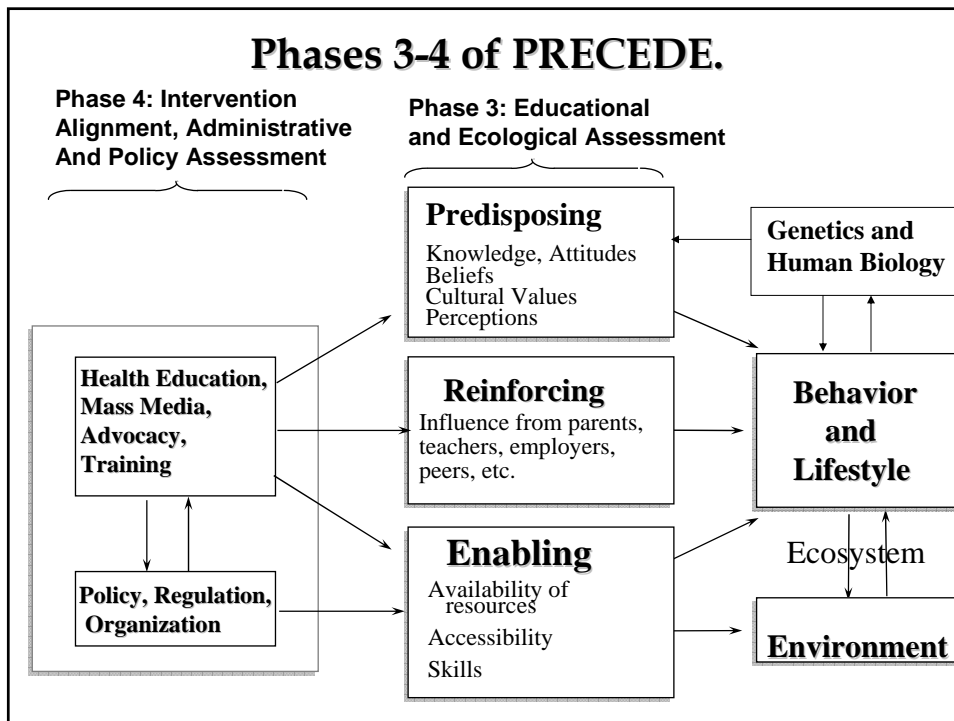 Phases 3-4 of PRECEDE.
Phase 4: Intervention
Alignment, Administrative
And Policy Assessment
Phase 3: Educational
and Ecological Assessment
Predisposing
Knowledge, Attitudes
Beliefs
Cultural Values
Perceptions
Genetics and
Human Biology
Health Education,
Mass Media,
Advocacy,
Training
Reinforcing
Influence from parents,
teachers, employers,
peers, etc.
Behavior
and
Lifestyle
Policy, Regulation,
Organization
Enabling
Availability of
resources
Accessibility
Skills
Ecosystem
Environment